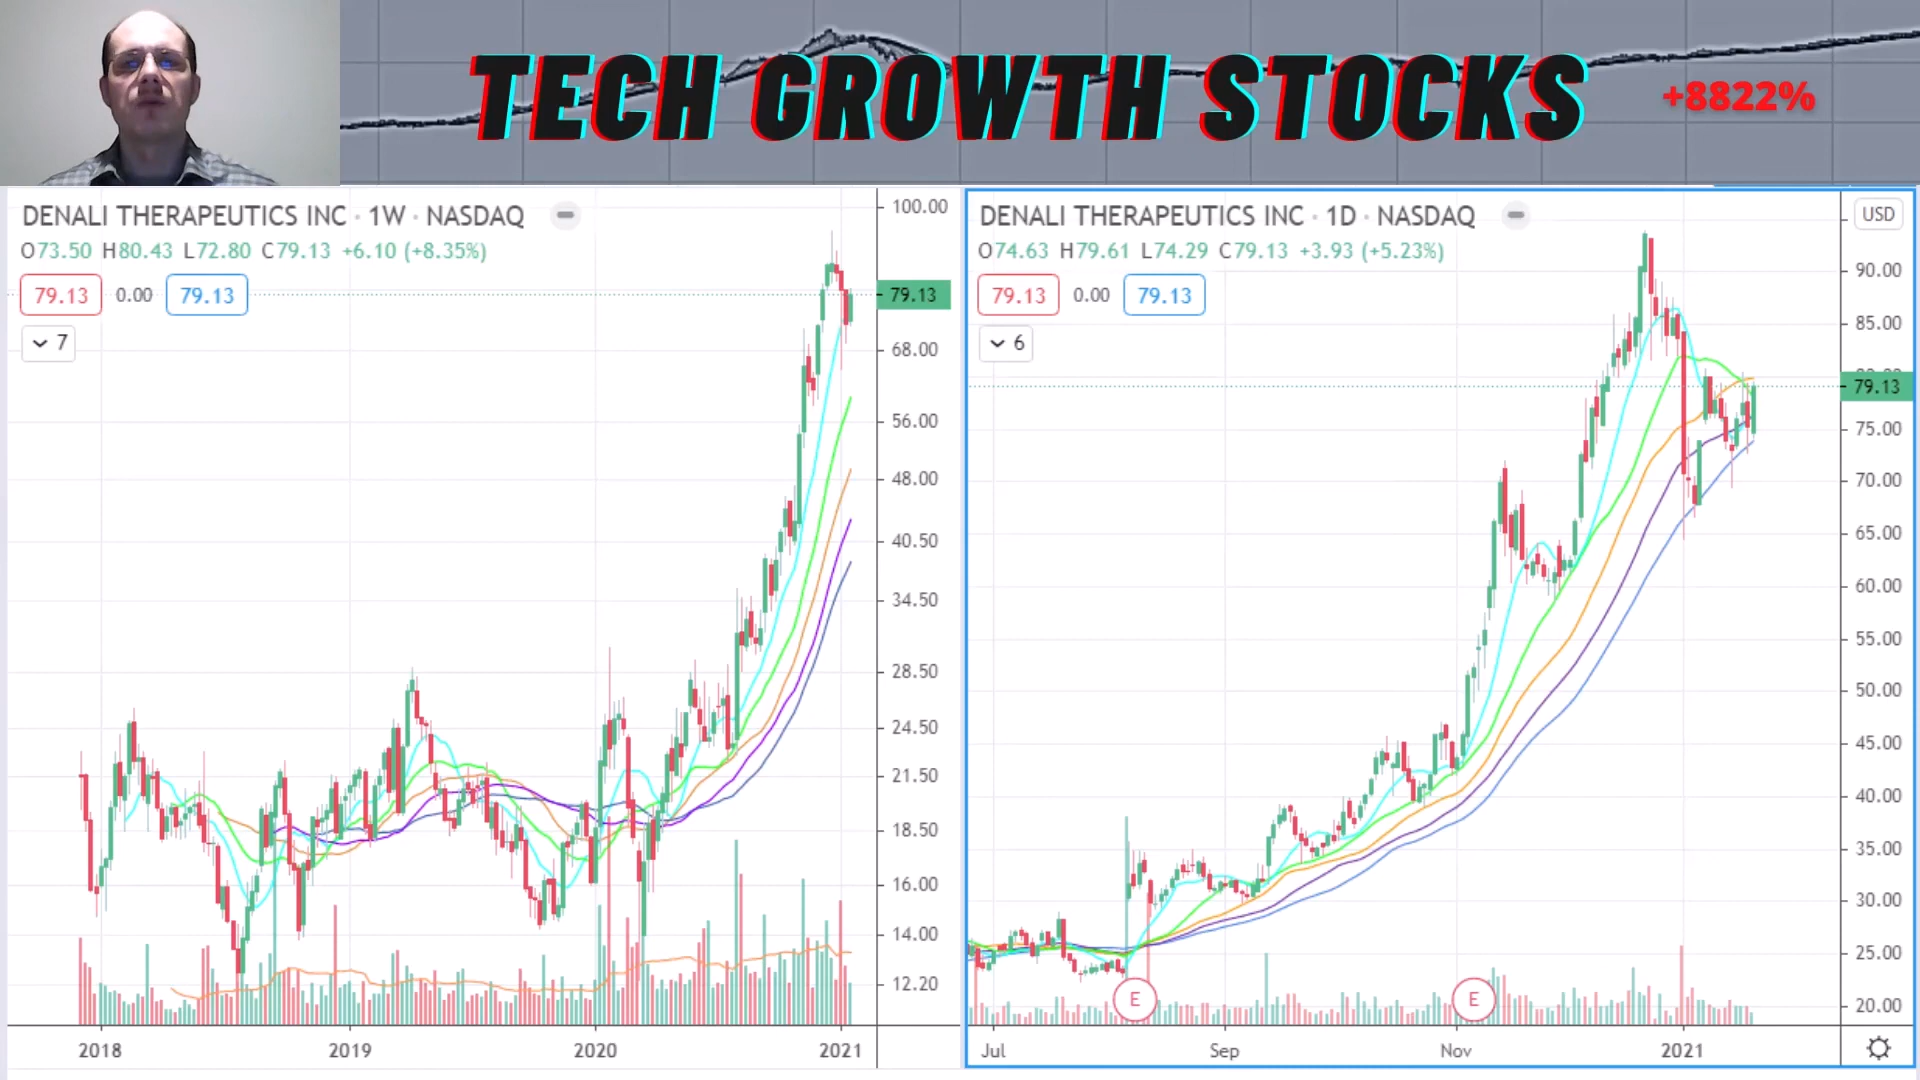 TECH GROWTH STOCKS
+8822%
DENALI THERAPEUTICS INC · 1W · NASDAQ
O73.50 H80.43 L72.80 C79.13 +6.10 (+8.35%)
79.13 0.00 79.13
7
100.00
79.13
68.00
56.00
48.00
40.50
34.50
28.50
24.50
21.50
18.50
16.00
14.00
12.20
2018 2019 2020 2021
DENALI THERAPEUTICS INC · 1D · NASDAQ
USD
O74.63 H79.61 L74.29 C79.13 +3.93 (+5.23%)
79.13 0.00 79.13
6
90.00
85.00
79.13
75.00
70.00
65.00
60.00
55.00
50.00
45.00
40.00
35.00
30.00
25.00
20.00
E E
Jul Sep Nov 2021